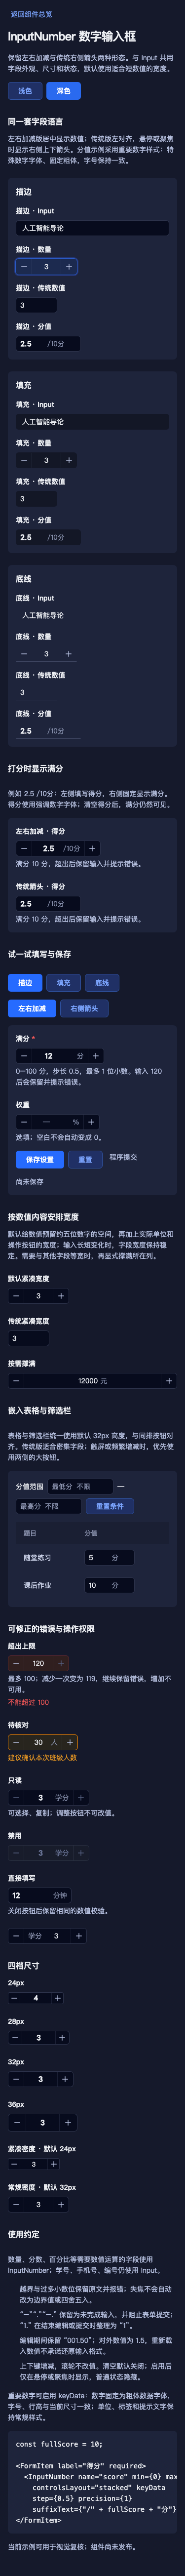 返回组件总览
InputNumber 数字输入框
保留左右加减与传统右侧箭头两种形态。与 Input 共用
字段外观、尺寸和状态，默认使用适合短数值的宽度。
浅色
深色
同一套字段语言
左右加减版居中显示数值；传统版左对齐，悬停或聚焦
时显示右侧上下箭头。分值示例采用重要数字样式：特
殊数字字体、固定粗体，字号保持一致。
描边
描边 · Input
人工智能导论
描边 · 数量
— 3 +
描边 · 传统数值
3
描边 · 分值
2.5 /10分
填充
填充 · Input
人工智能导论
填充 · 数量
— 3 +
填充 · 传统数值
3
填充 · 分值
2.5 /10分
底线
底线 · Input
人工智能导论
底线 · 数量
— 3 +
底线 · 传统数值
3
底线 · 分值
2.5 /10分
打分时显示满分
例如 2.5 /10分：左侧填写得分，右侧固定显示满分。
得分使用强调数字字体；清空得分后，满分仍然可见。
左右加减 · 得分
— 2.5 /10分 +
满分 10 分，超出后保留输入并提示错误。
传统箭头 · 得分
2.5 /10分
满分 10 分，超出后保留输入并提示错误。
试一试填写与保存
描边 填充 底线
左右加减 右侧箭头
满分 *
— 12 分 +
0—100 分，步长 0.5，最多 1 位小数。输入 120
后会保留并提示错误。
权重
— — % +
选填；空白不会自动变成 0。
保存设置 重置 程序提交
尚未保存
按数值内容安排宽度
默认给数值预留约五位数字的空间，再加上实际单位和
操作按钮的宽度；输入长短变化时，字段宽度保持稳
定。需要与其他字段等宽时，再显式撑满所在列。
默认紧凑宽度
— 3 +
传统紧凑宽度
3
按需撑满
— 12000 元 +
嵌入表格与筛选栏
表格与筛选栏统一使用默认 32px 高度，与同排按钮对
齐。传统版适合密集字段；触屏或频繁增减时，优先使
用两侧的大按钮。
分值范围 最低分 不限 —
最高分 不限 重置条件
题目 分值
随堂练习 5 分
课后作业 10 分
可修正的错误与操作权限
超出上限
— 120 +
最多 100；减少一次变为 119，继续保留错误，增加不
可用。
不能超过 100
待核对
— 30 人 +
建议确认本次班级人数
只读
— 3 学分 +
可选择、复制；调整按钮不可改值。
禁用
— 3 学分 +
直接填写
12 分钟
关闭按钮后保留相同的数值校验。
— 学分 3 +
四档尺寸
24px
— 4 +
28px
— 3 +
32px
— 3 +
36px
— 3 +
紧凑密度 · 默认 24px
— 3 +
常规密度 · 默认 32px
— 3 +
使用约定
数量、分数、百分比等需要数值运算的字段使用
InputNumber；学号、手机号、编号仍使用 Input。
越界与过多小数位保留原文并报错；失焦不会自动
改为边界值或四舍五入。
“—”“.”“—.” 保留为未完成输入，并阻止表单提交；
“1.” 在结束编辑或提交时整理为 “1”。
编辑期间保留 “001.50”；对外数值为 1.5。重新载
入数值不承诺还原输入格式。
上下键增减，滚轮不改值。清空默认关闭；启用后
仅在悬停或聚焦时显示，普通状态隐藏。
重要数字可启用 keyData：数字固定为粗体数据字体，
字号、行高与当前尺寸一致；单位、标签和提示文字保
持常规样式。
const fullScore = 10;
<FormItem label="得分" required>
<InputNumber name="score" min={0} max
controlsLayout="stacked" keyData
step={0.5} precision={1}
suffixText={"/" + fullScore + "分"}
</FormItem>
当前示例可用于视觉复核；组件尚未发布。